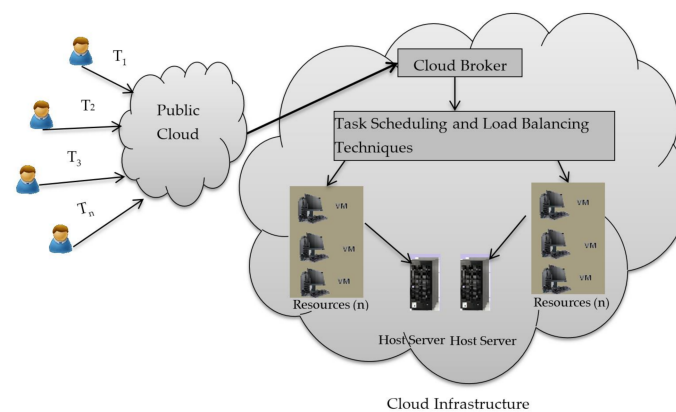 T1
T2
T3
Tn
Public
Cloud
Cloud Broker
Task Scheduling and Load Balancing
Techniques
VM
VM
VM
Resources (n)
VM
VM
VM
Resources (n)
Host Server Host Server
Cloud Infrastructure